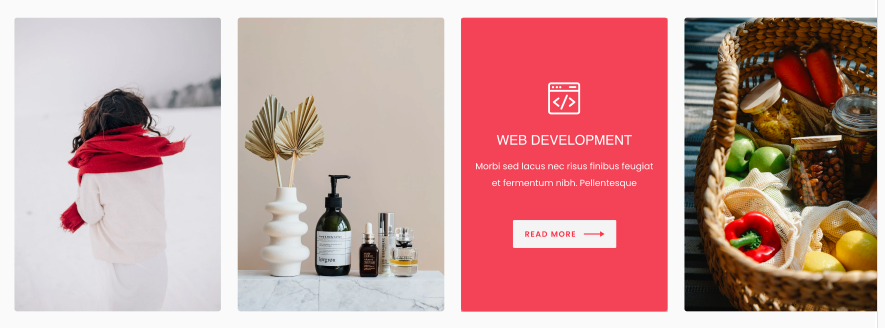 WEB DEVELOPMENT
Morbi sed lacus nec risus finibus feugiat
et fermentum nibh. Pellentesque
READ MORE